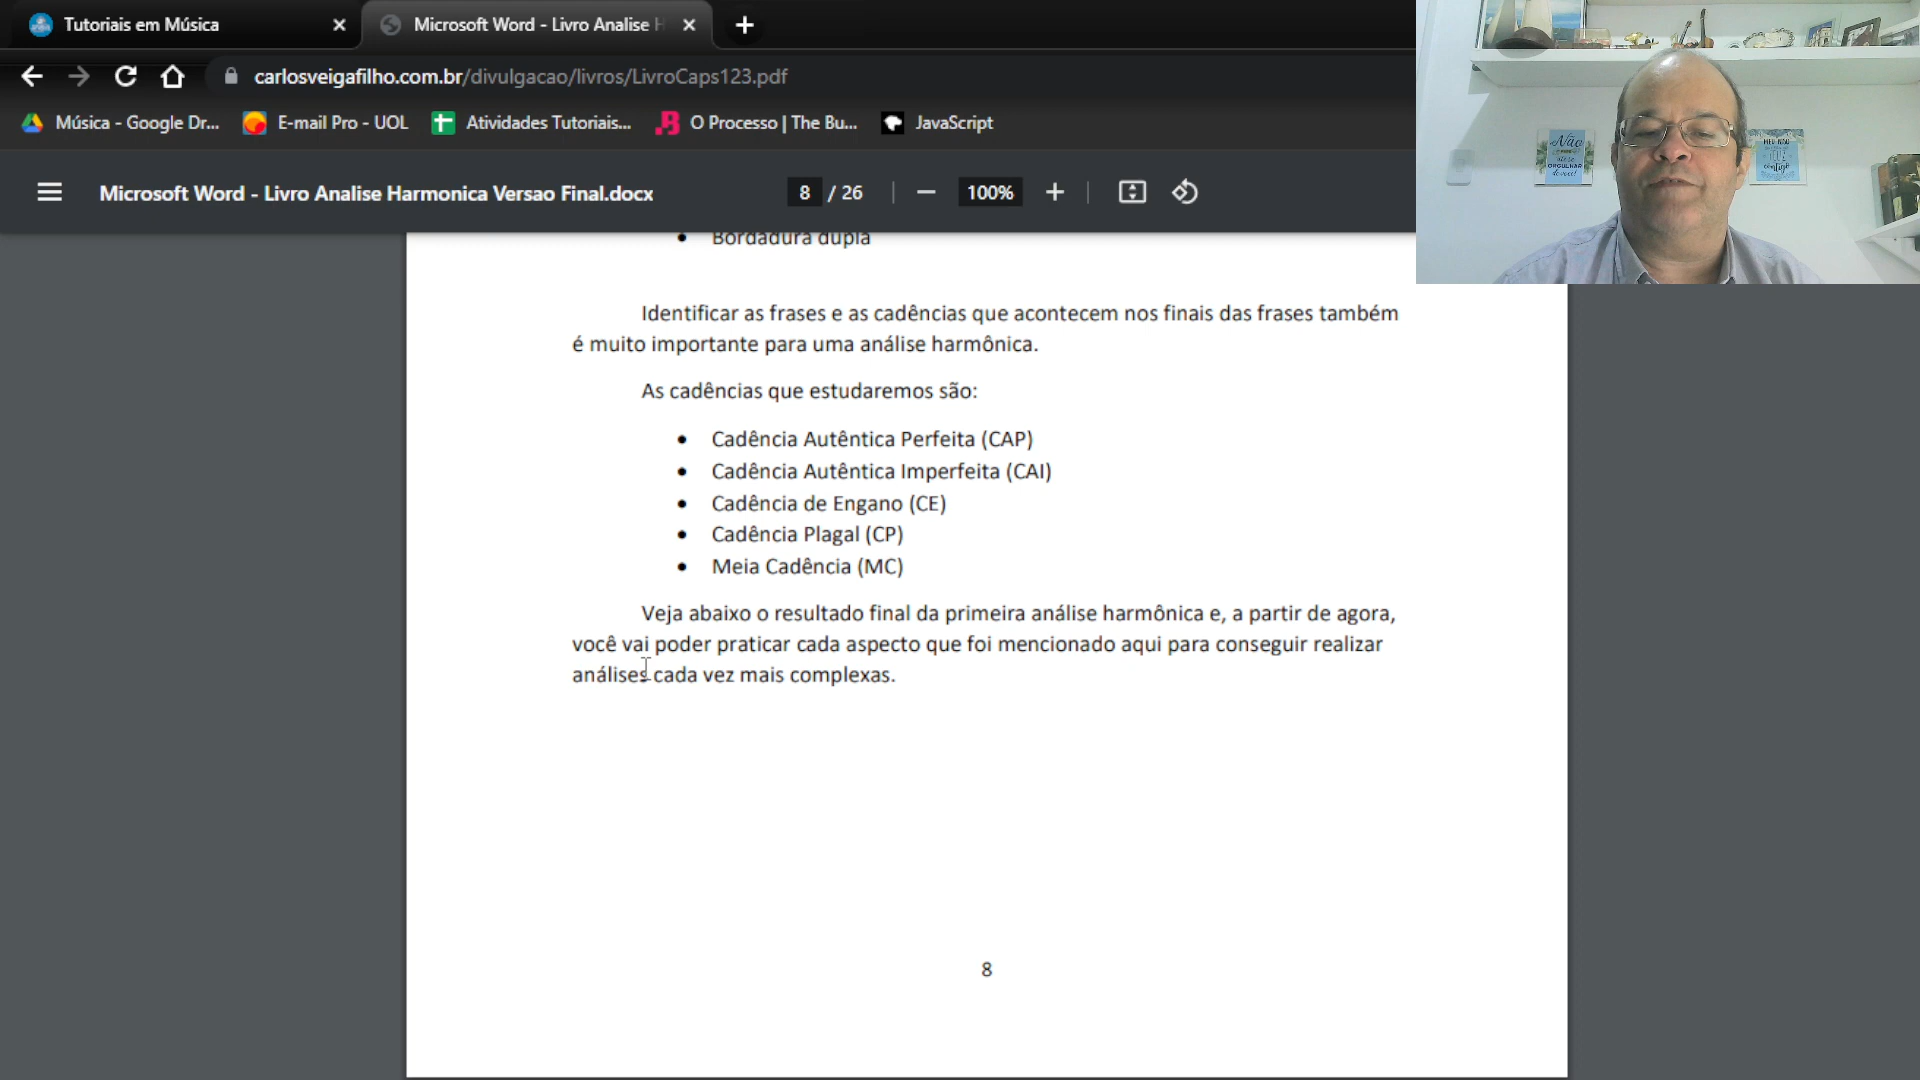 Tutoriais em Música
Microsoft Word - Livro Analise H
carlosveigafilho.com.br/divulgacao/livros/LivroCaps123.pdf
Música - Google Dr...
E-mail Pro - UOL
Atividades Tutoriais...
O Processo | The Bu...
JavaScript
Microsoft Word - Livro Analise Harmonica Versao Final.docx
8 / 26
100%
• Bordadura dupla
Identificar as frases e as cadências que acontecem nos finais das frases também
é muito importante para uma análise harmônica.
As cadências que estudaremos são:
• Cadência Autêntica Perfeita (CAP)
• Cadência Autêntica Imperfeita (CAI)
• Cadência de Engano (CE)
• Cadência Plagal (CP)
• Meia Cadência (MC)
Veja abaixo o resultado final da primeira análise harmônica e, a partir de agora,
você vai poder praticar cada aspecto que foi mencionado aqui para conseguir realizar
análises cada vez mais complexas.
8
Não
ORGULHAR